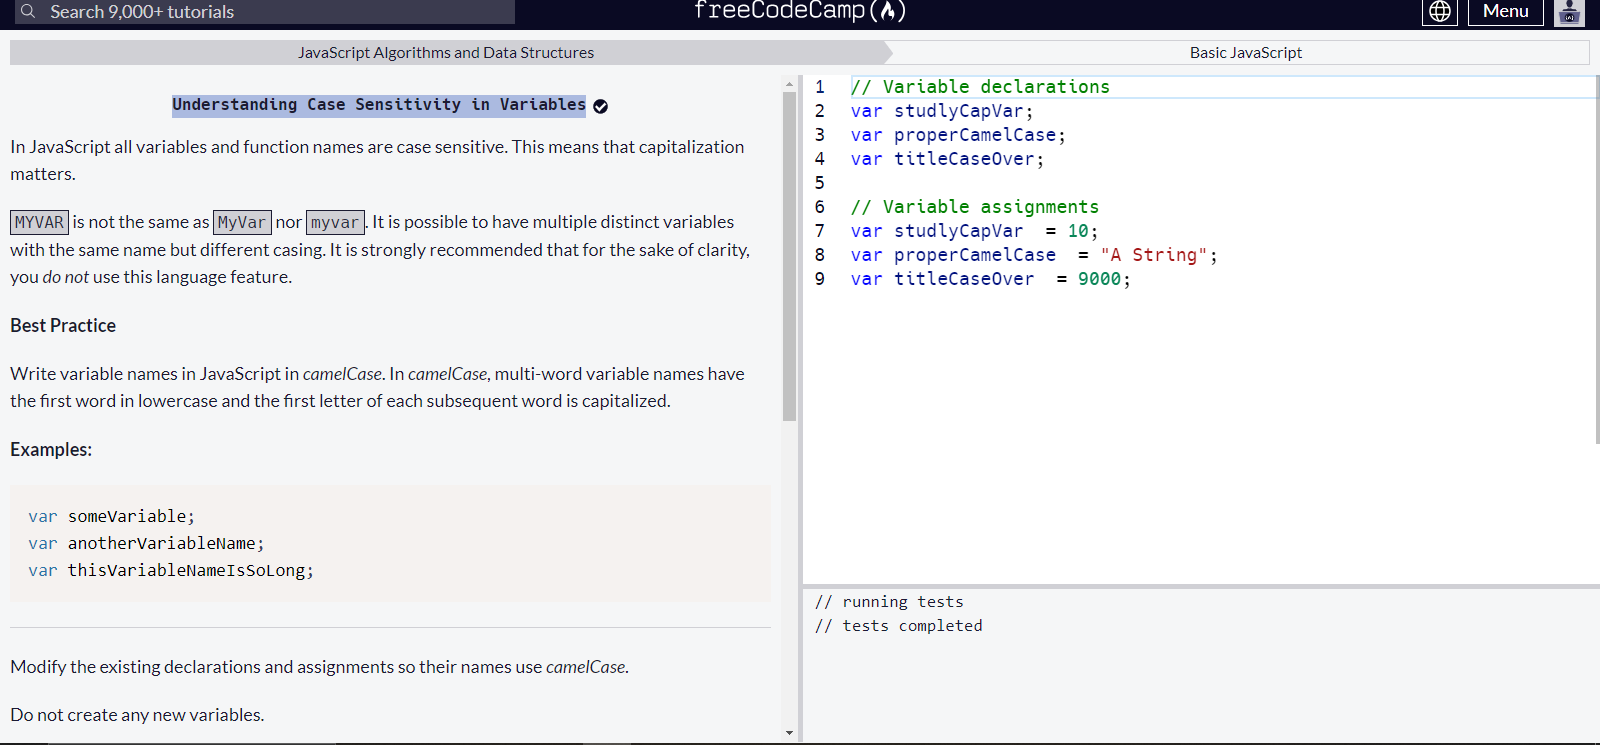 Search 9,000+ tutorials
freeCodeCamp
Menu
JavaScript Algorithms and Data Structures
Basic JavaScript
Understanding Case Sensitivity in Variables
In JavaScript all variables and function names are case sensitive. This means that capitalization
matters.
MYVAR is not the same as MyVar nor myvar. It is possible to have multiple distinct variables
with the same name but different casing. It is strongly recommended that for the sake of clarity,
you do not use this language feature.
Best Practice
Write variable names in JavaScript in camelCase. In camelCase, multi-word variable names have
the first word in lowercase and the first letter of each subsequent word is capitalized.
Examples:
var someVariable;
var anotherVariableName;
var thisVariableNameIsSoLong;
Modify the existing declarations and assignments so their names use camelCase.
Do not create any new variables.
1 // Variable declarations
2 var studlyCapVar;
3 var properCamelCase;
4 var titleCaseOver;
5
6 // Variable assignments
7 var studlyCapVar  = 10;
8 var properCamelCase  = "A String";
9 var titleCaseOver  = 9000;
// running tests
// tests completed